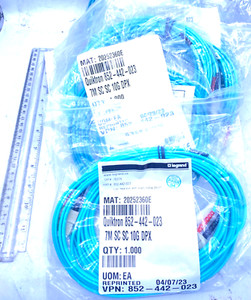 MAT: 20252360E
Quiktron 852-442-023
7M SC SC 10G DPX
QTY: 1.000
legrand
MAT: 20252360E
Quiktron 852-442-023
7M SC SC 10G DPX
QTY: 1.000
UOM: EA
REPRINTED 04/07/23
VPN: 852-442-023